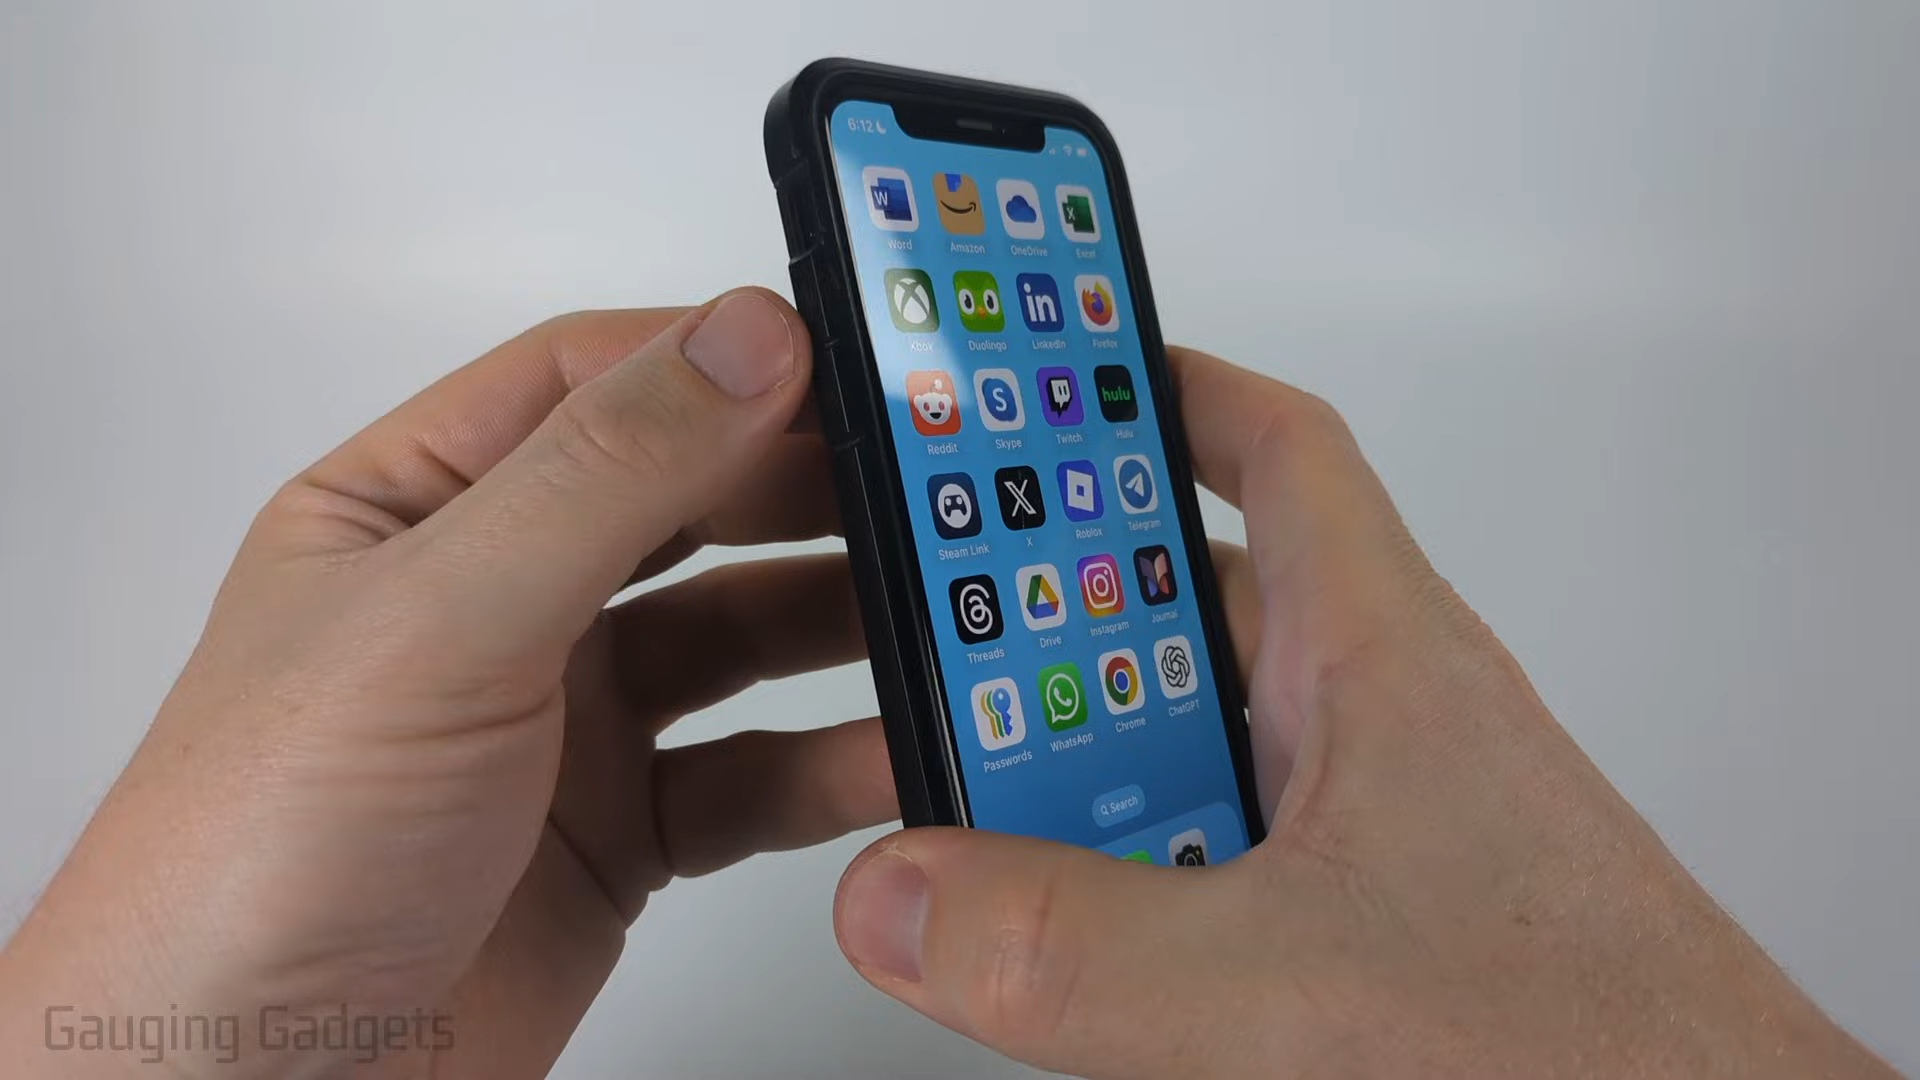 6:12
W
X
Word
Amazon
OneDrive
Excel
in
Xbox
Duolingo
LinkedIn
Firefox
S
hulu
Reddit
Skype
Twitch
Hulu
Steam Link
X
Roblox
Telegram
Threads
Drive
Instagram
Journal
Passwords
WhatsApp
Chrome
ChatGPT
Search
Gauging Gadgets